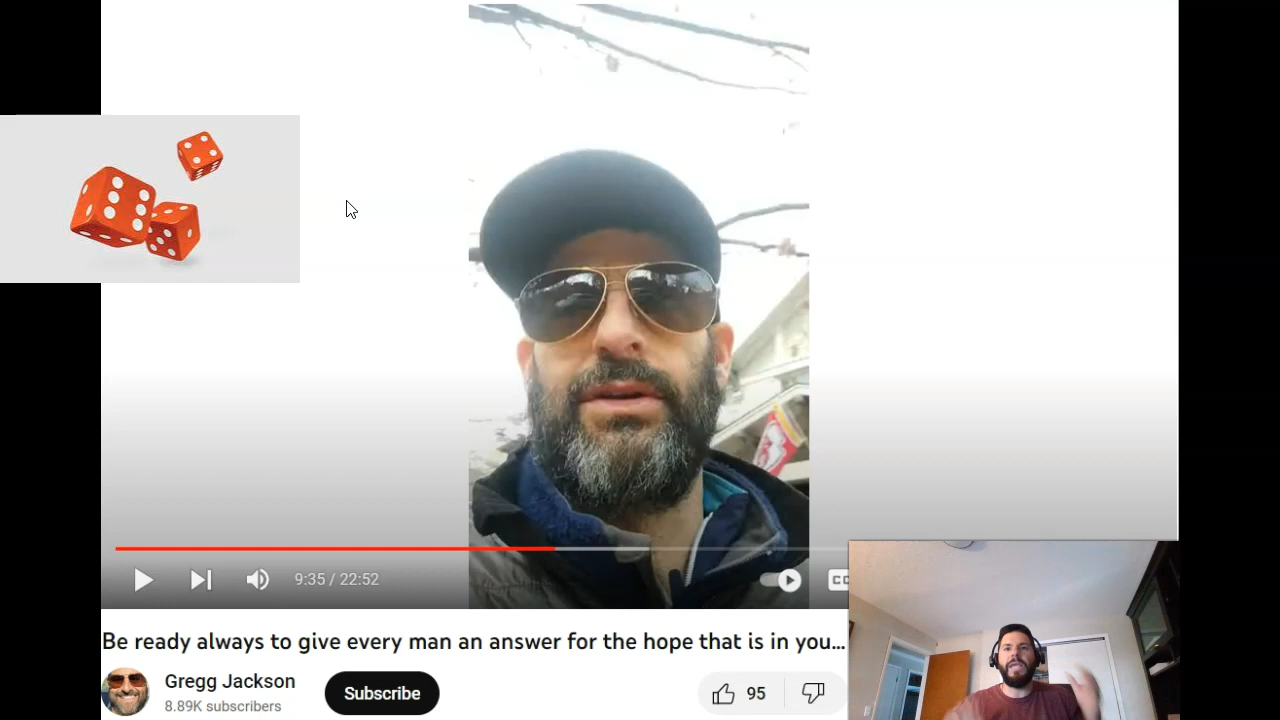 9:35 / 22:52
CC
Be ready always to give every man an answer for the hope that is in you...
Gregg Jackson
8.89K subscribers
Subscribe
95